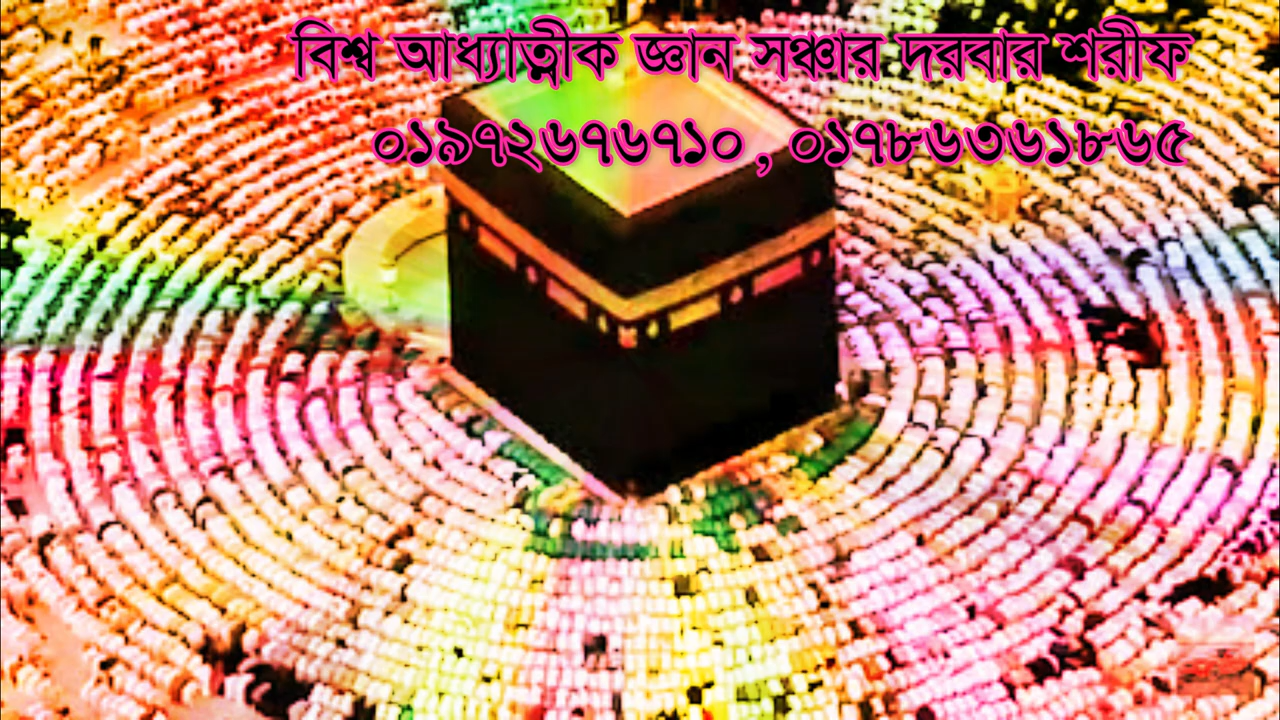 বিশ্ব আধ্যাত্নীক জ্ঞান সঞ্চার দরবার শরীফ
০১৯৭২৬৭৬৭১০ , ০১৭৮৬৩৬১৮৬৫